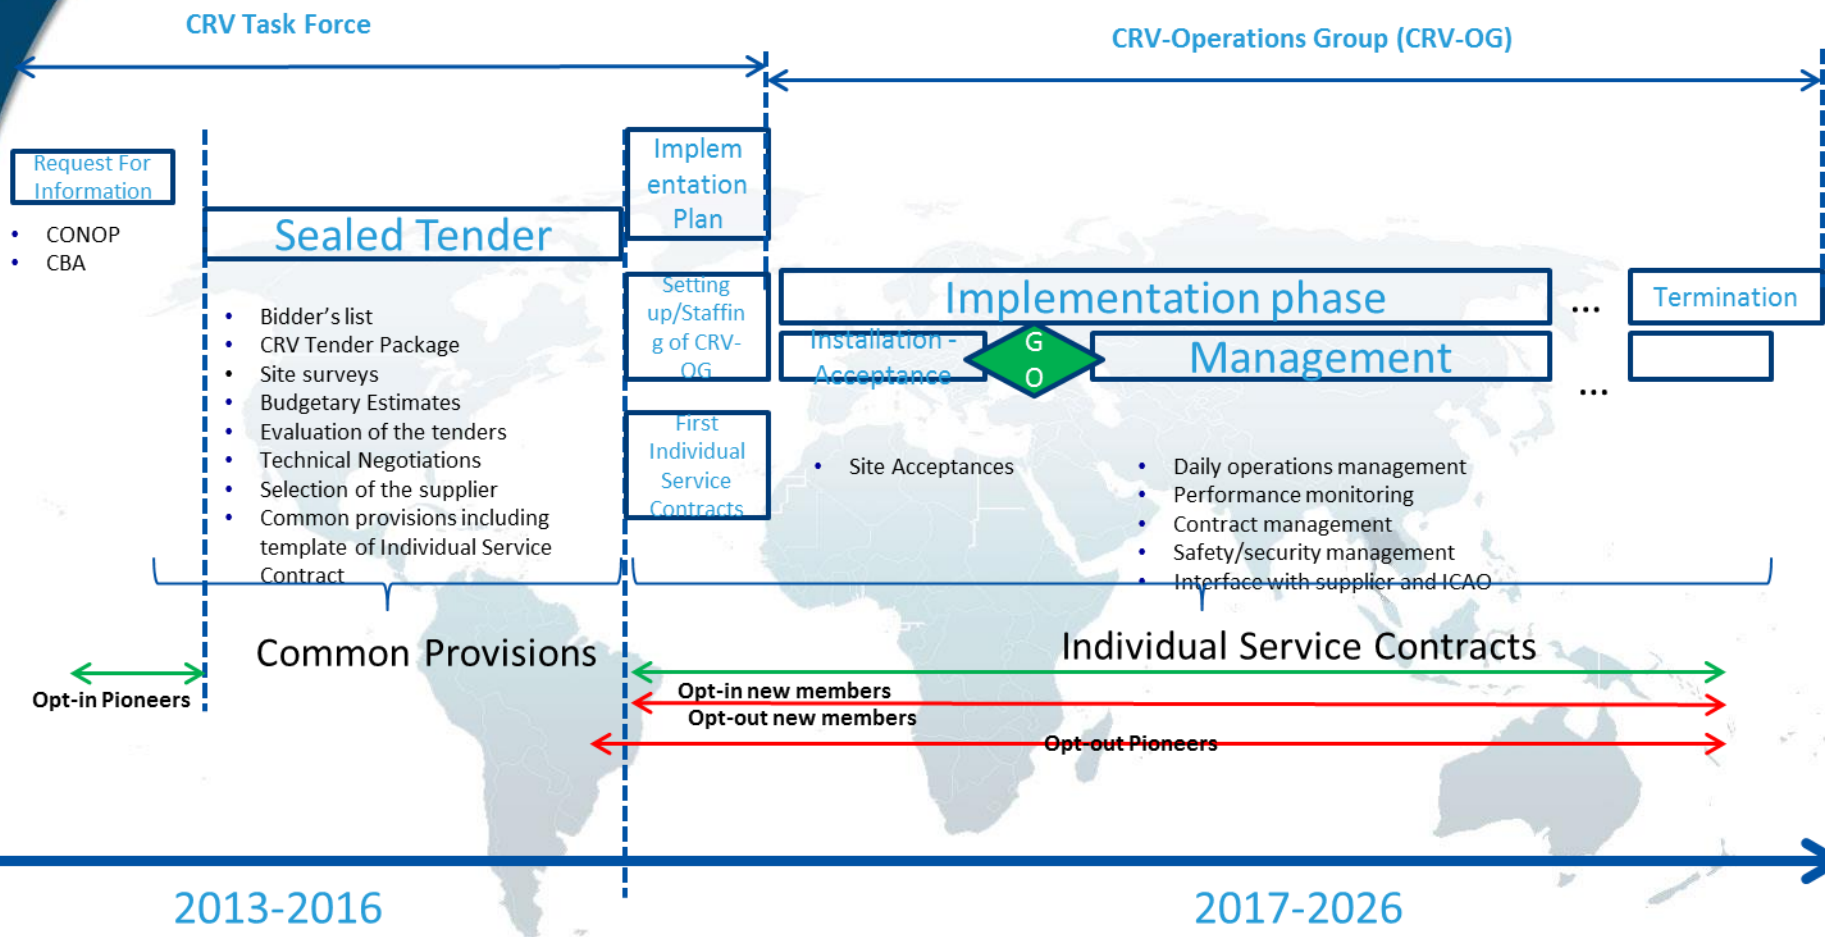 CRV Task Force
CRV-Operations Group (CRV-OG)
Request For
Information
• CONOP
• CBA
Sealed Tender
• Bidder's list
• CRV Tender Package
• Site surveys
• Budgetary Estimates
• Evaluation of the tenders
• Technical Negotiations
• Selection of the supplier
• Common provisions including
template of Individual Service
Contract
Implem
entation
Plan
Setting
up/Staffin
g of CRV-
OG
First
Individual
Service
Contracts
Implementation phase
...
Termination
Installation -
Acceptance
G
O
Management
...
• Site Acceptances
• Daily operations management
• Performance monitoring
• Contract management
• Safety/security management
• Interface with supplier and ICAO
Common Provisions
Individual Service Contracts
Opt-in Pioneers
Opt-in new members
Opt-out new members
Opt-out Pioneers
2013-2016
2017-2026